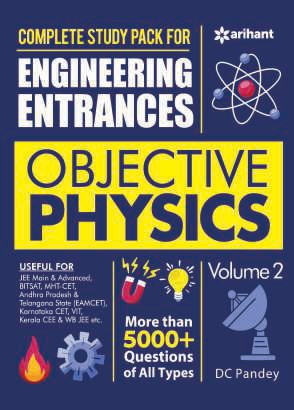 COMPLETE STUDY PACK FOR
arihant
ENGINEERING
ENTRANCES
OBJECTIVE
PHYSICS
USEFUL FOR
JEE Main & Advanced,
BITSAT, MHT-CET,
Andhra Pradesh &
Telangana State (EAMCET),
Karnataka CET, VIT,
Kerala CEE & WB JEE etc.
More than
5000+
Questions
of All Types
Volume 2
DC Pandey